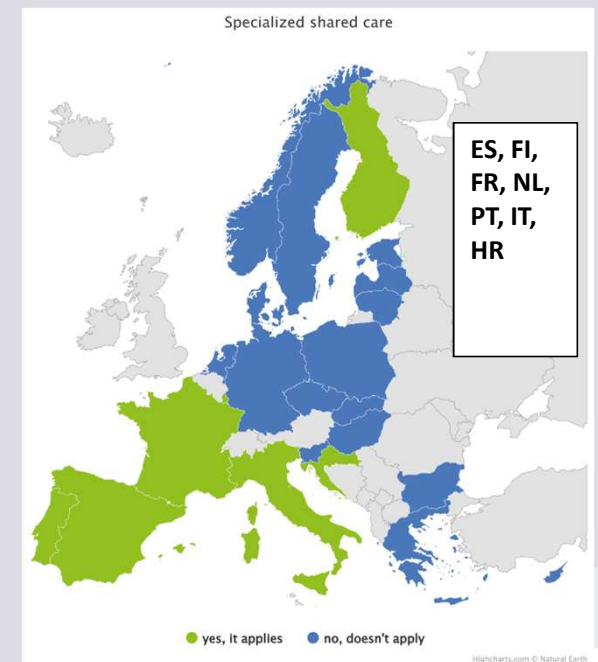 Specialized shared care
ES, FI,
FR, NL,
PT, IT,
HR
yes, it applies
no, doesn't apply
Highcharts.com © Natural Earth